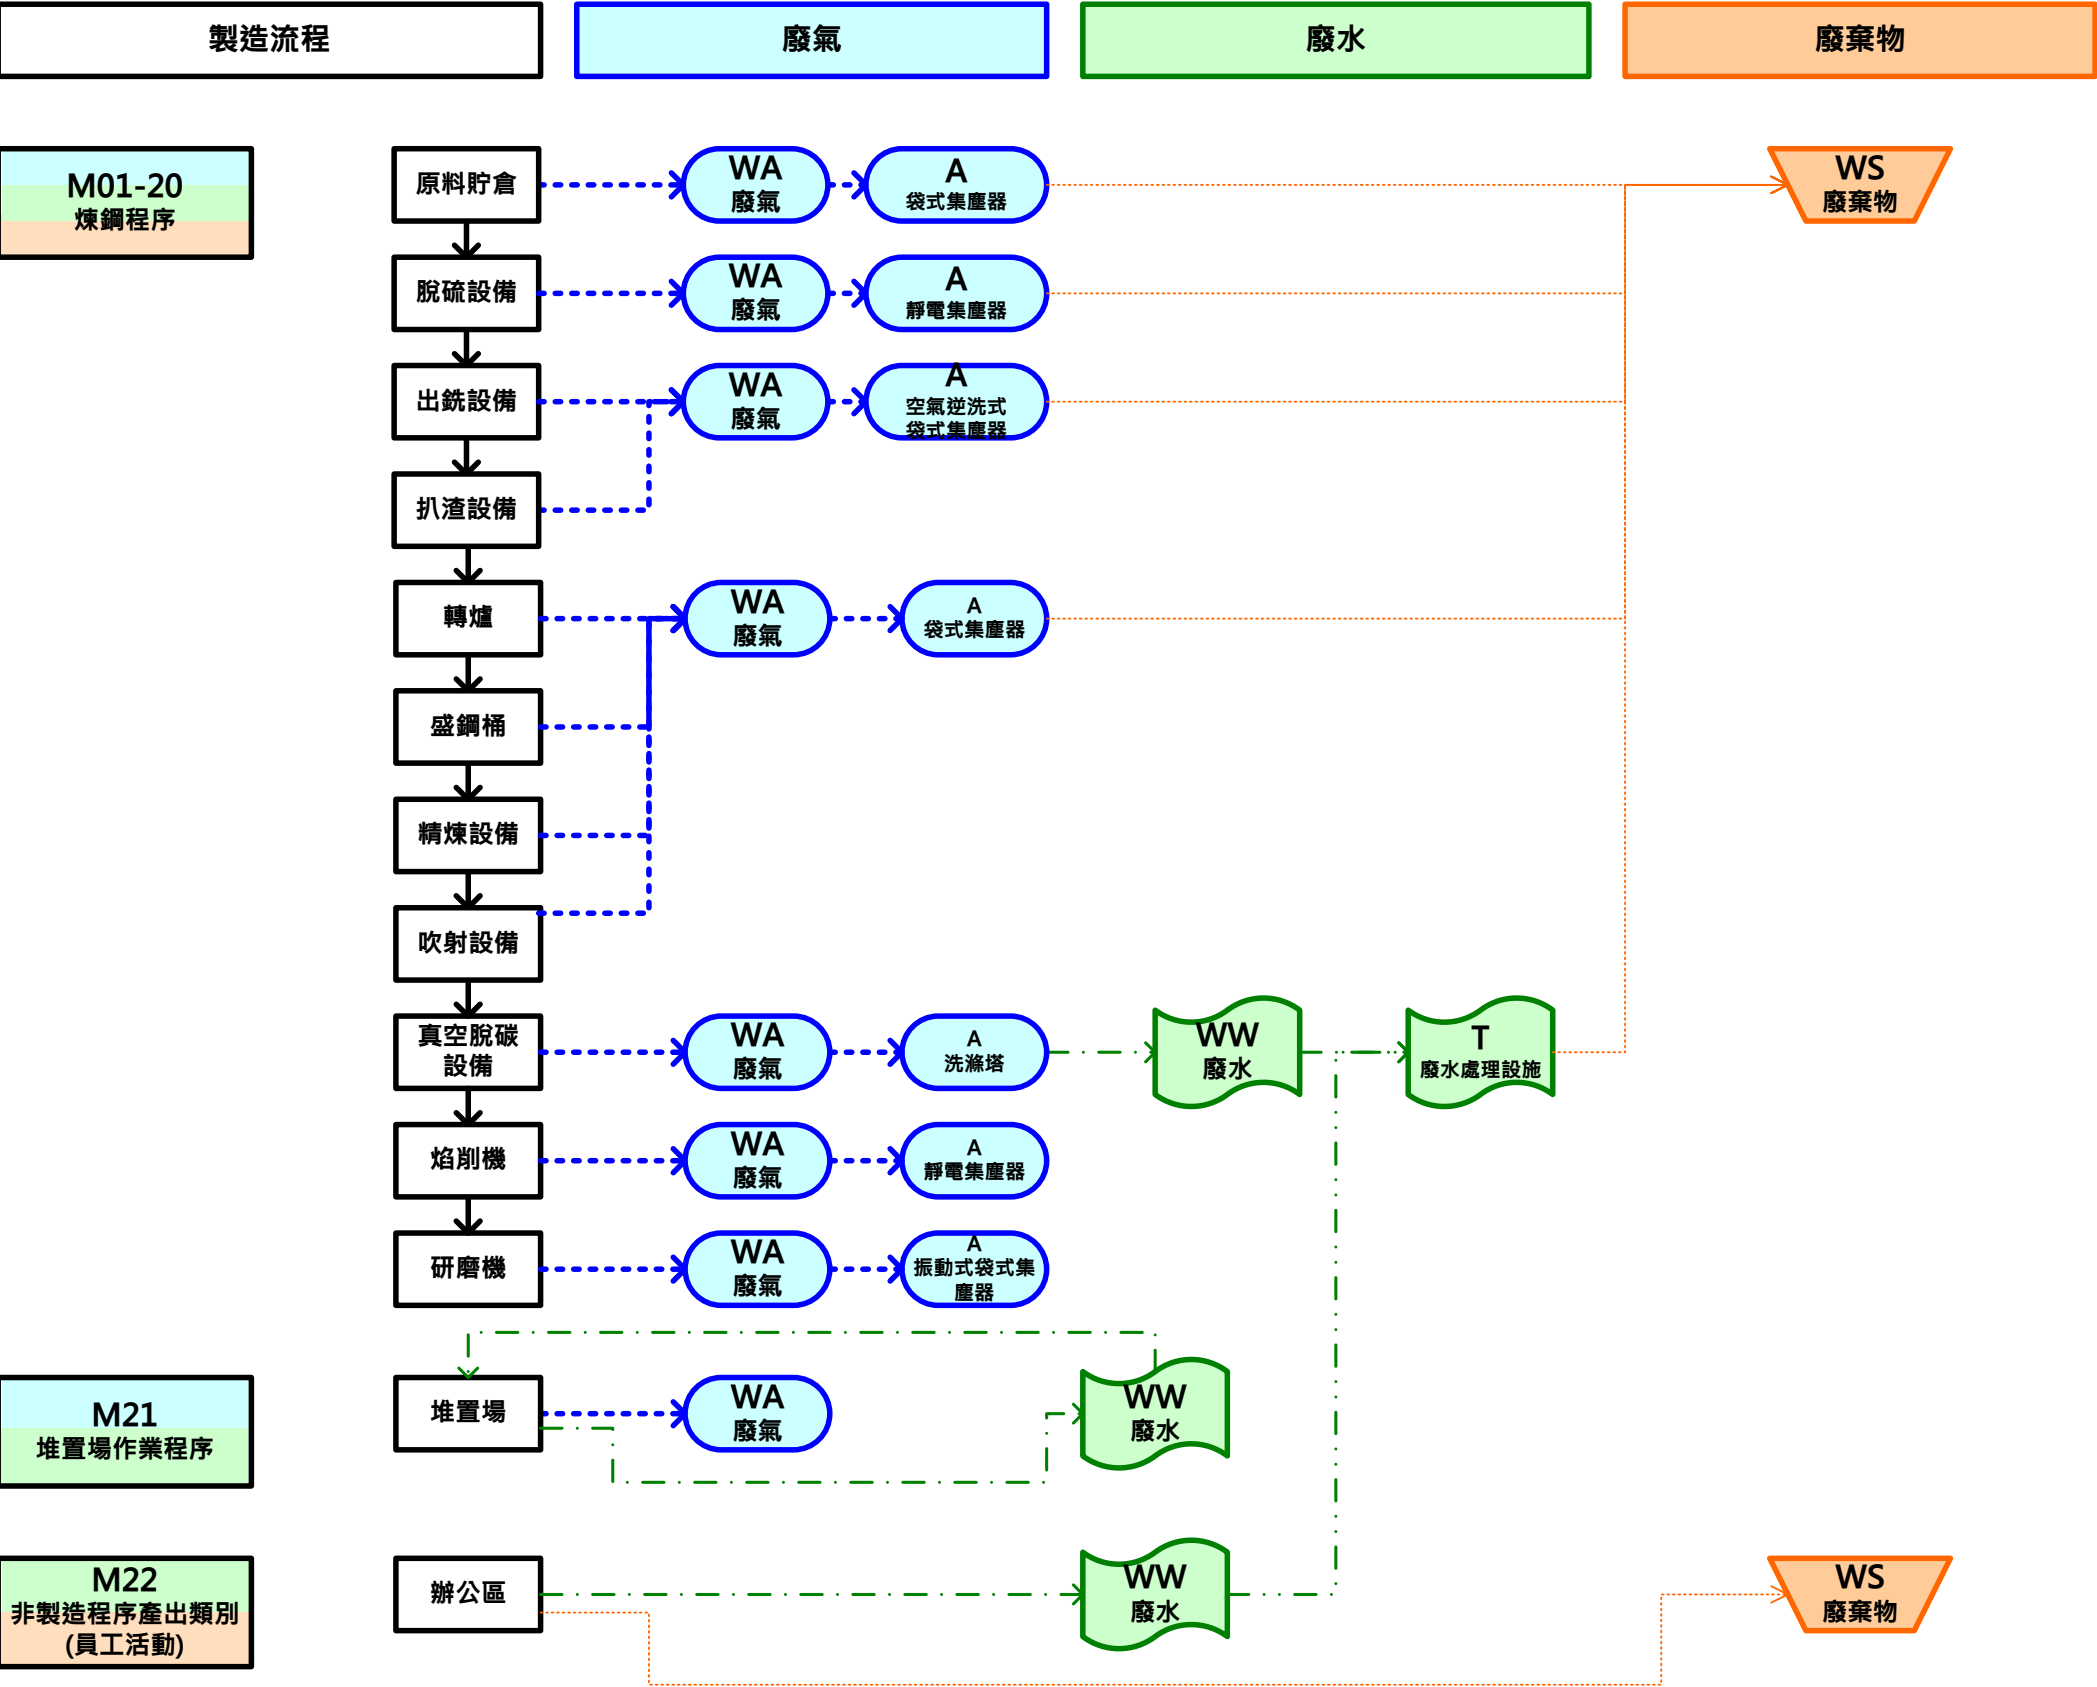 製造流程
廢氣
廢水
廢棄物
M01-20
煉鋼程序
原料貯倉
WA
廢氣
A
袋式集塵器
WS
廢棄物
脫硫設備
WA
廢氣
A
靜電集塵器
出銑設備
WA
廢氣
A
空氣逆洗式
袋式集塵器
扒渣設備
轉爐
WA
廢氣
A
袋式集塵器
盛鋼桶
精煉設備
吹射設備
真空脫碳
設備
WA
廢氣
A
洗滌塔
WW
廢水
T
廢水處理設施
焰削機
WA
廢氣
A
靜電集塵器
研磨機
WA
廢氣
A
振動式袋式集
塵器
M21
堆置場作業程序
堆置場
WA
廢氣
WW
廢水
M22
非製造程序產出類別
(員工活動)
辦公區
WW
廢水
WS
廢棄物